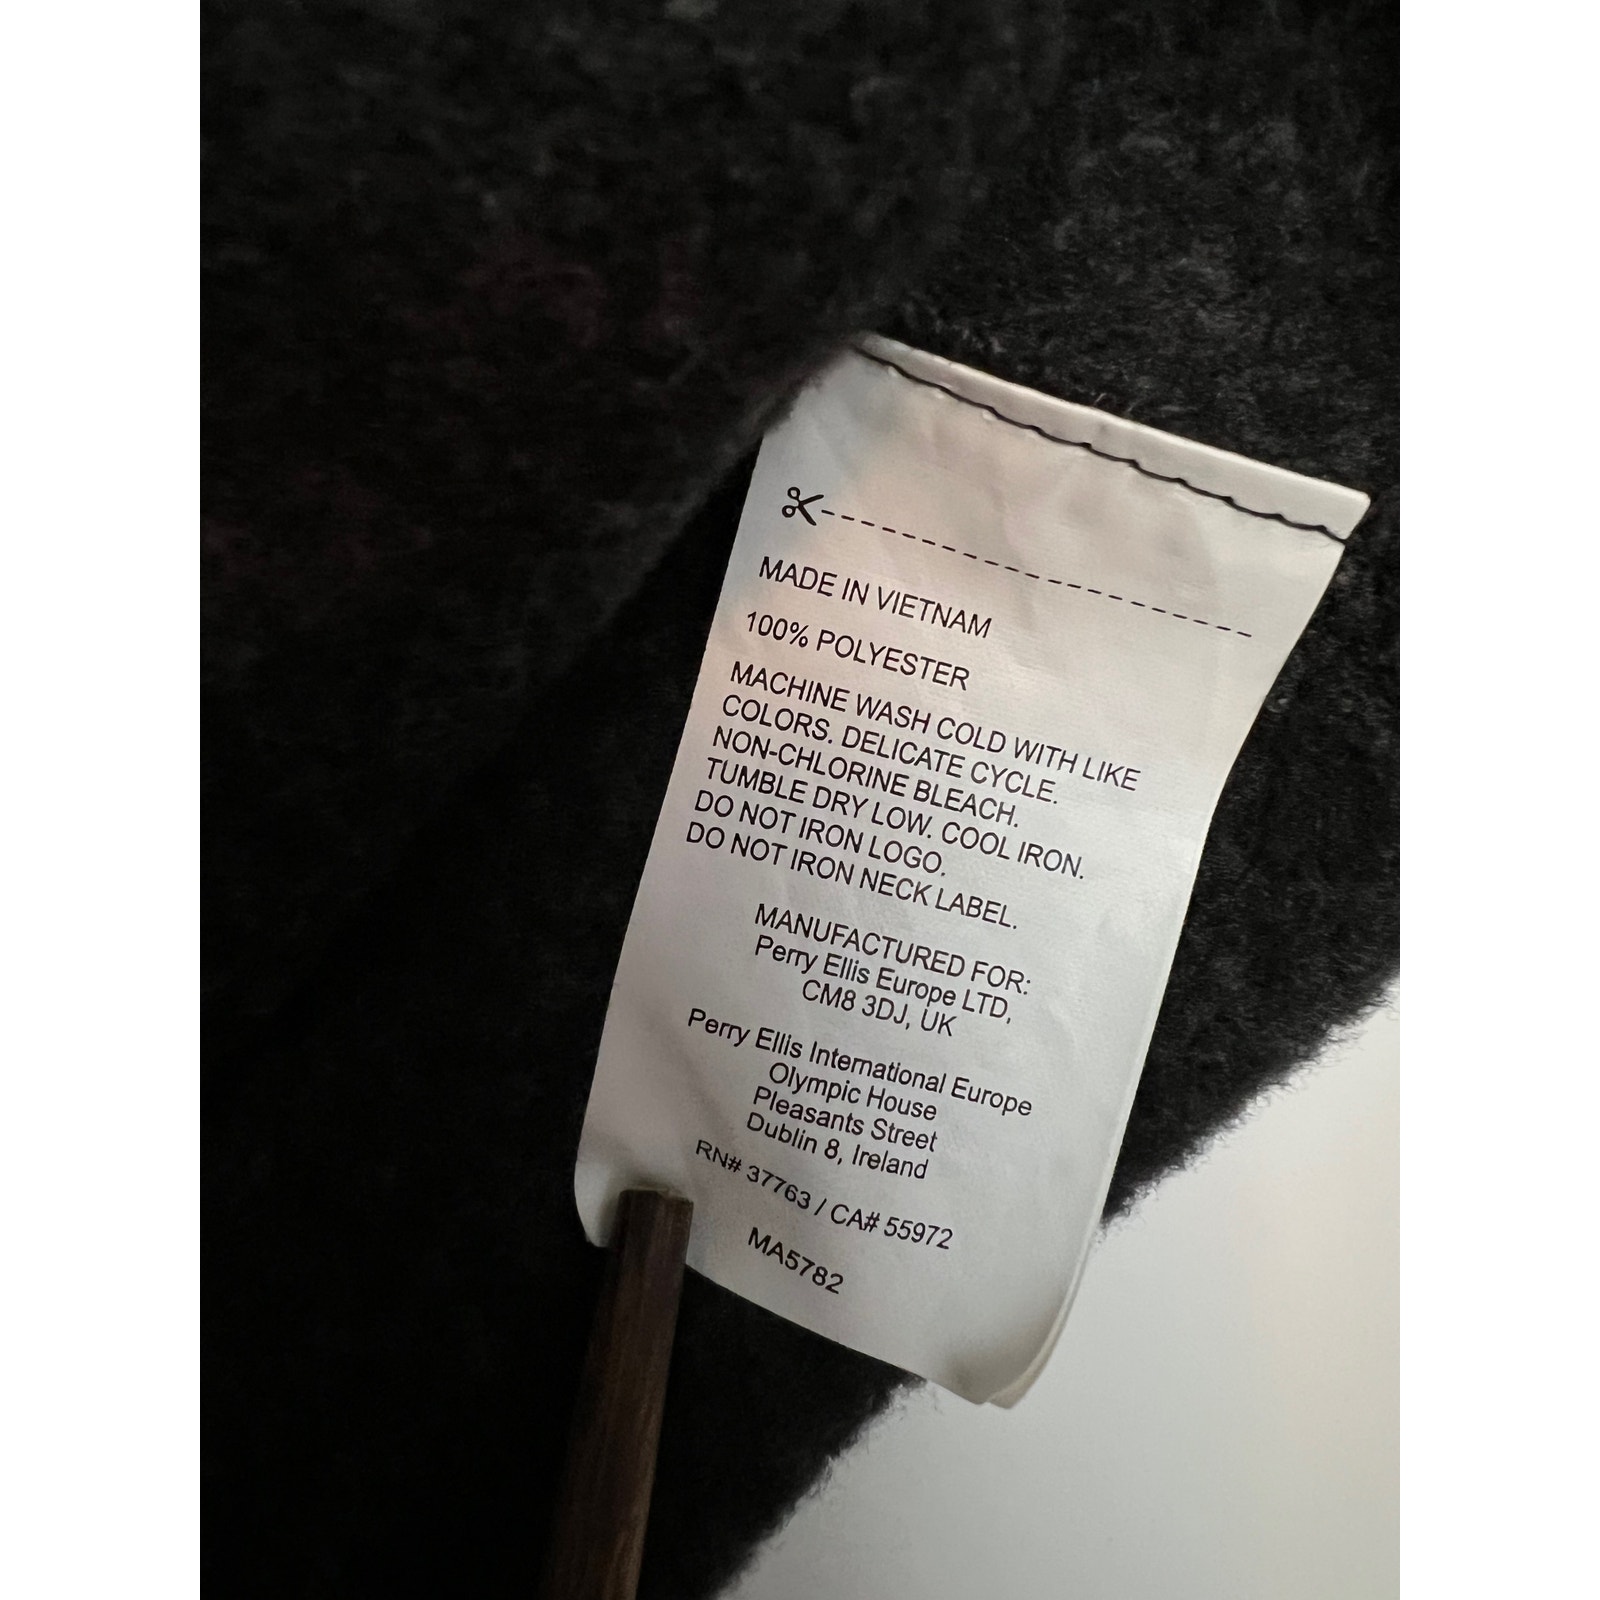 MADE IN VIETNAM
100% POLYESTER
MACHINE WASH COLD WITH LIKE
COLORS. DELICATE CYCLE.
NON-CHLORINE BLEACH.
TUMBLE DRY LOW. COOL IRON.
DO NOT IRON LOGO.
DO NOT IRON NECK LABEL.
MANUFACTURED FOR:
Perry Ellis Europe LTD,
CM8 3DJ, UK
Perry Ellis International Europe
Olympic House
Pleasants Street
Dublin 8, Ireland
RN# 37763 / CA# 55972
MA5782